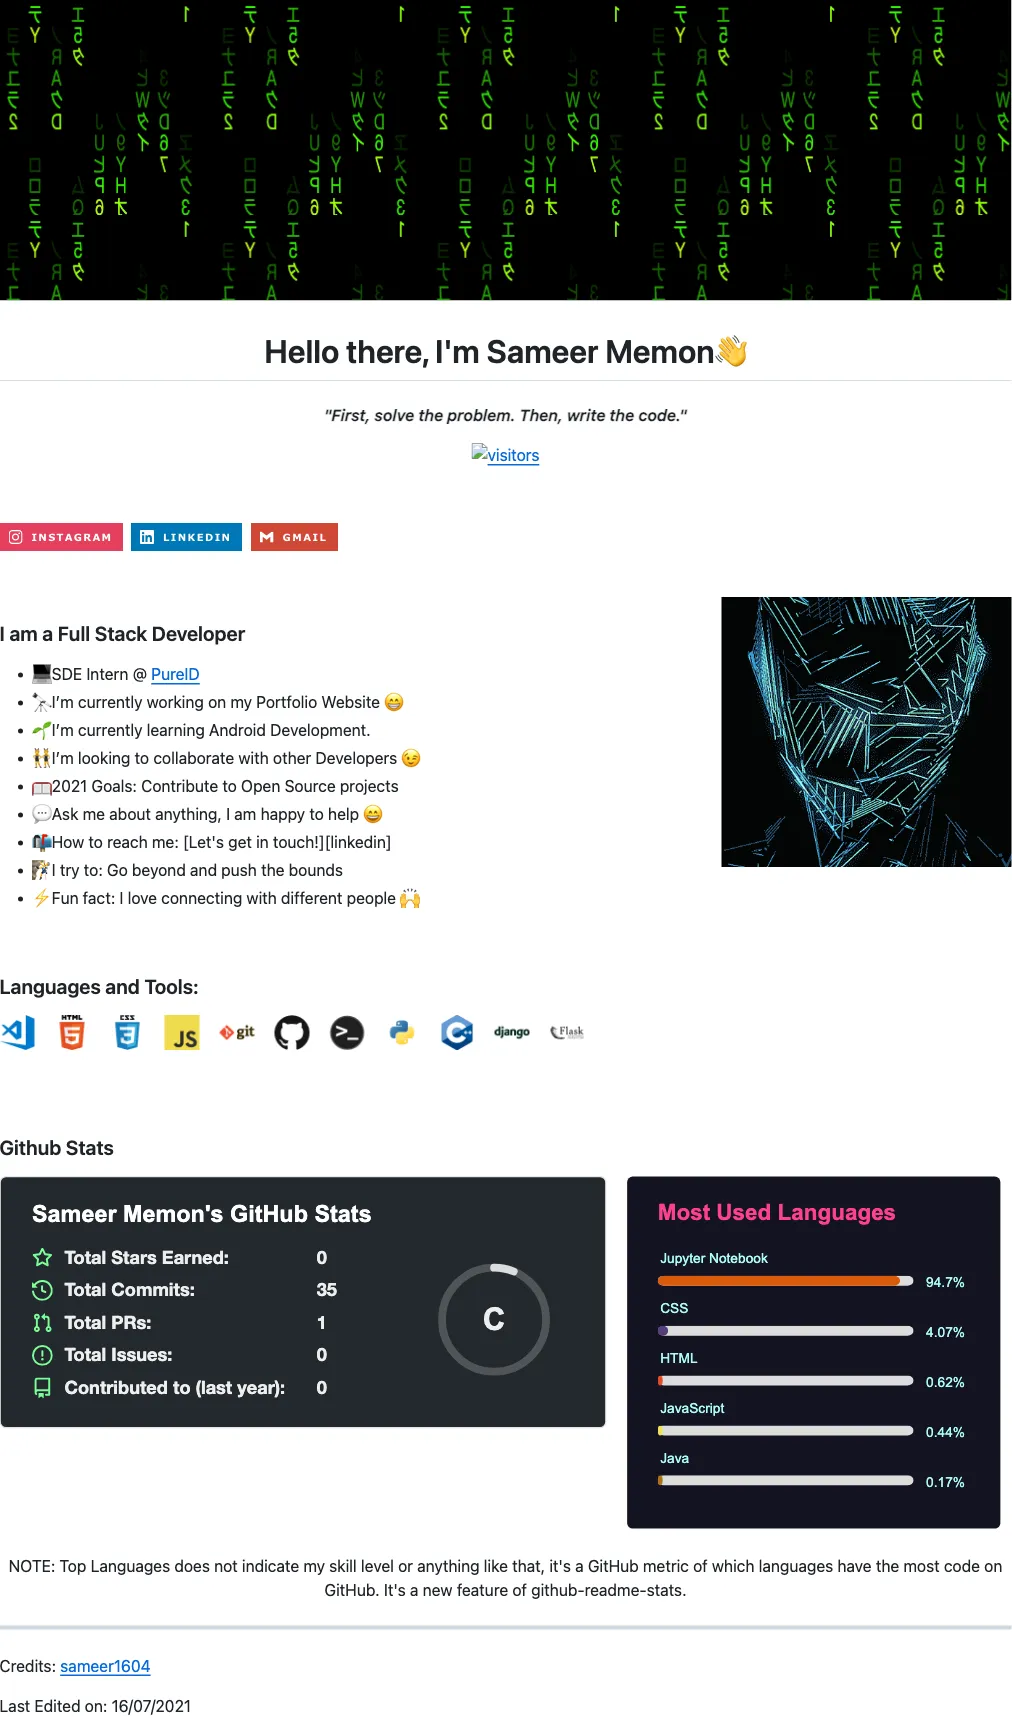 Hello there, I'm Sameer Memon👋
"First, solve the problem. Then, write the code."
visitors
INSTAGRAM LINKEDIN GMAIL
I am a Full Stack Developer
SDE Intern @ PureID
I'm currently working on my Portfolio Website 😁
🌱I'm currently learning Android Development.
👯I'm looking to collaborate with other Developers 😉
📖2021 Goals: Contribute to Open Source projects
💬Ask me about anything, I am happy to help 😄
📬How to reach me: [Let's get in touch!][linkedin]
I try to: Go beyond and push the bounds
⚡Fun fact: I love connecting with different people 🙌
Languages and Tools:
HTML CSS JS git django Flask
Github Stats
Sameer Memon's GitHub Stats
Total Stars Earned: 0
Total Commits: 35
Total PRs: 1
Total Issues: 0
Contributed to (last year): 0
C
Most Used Languages
Jupyter Notebook
94.7%
CSS
4.07%
HTML
0.62%
JavaScript
0.44%
Java
0.17%
NOTE: Top Languages does not indicate my skill level or anything like that, it's a GitHub metric of which languages have the most code on
GitHub. It's a new feature of github-readme-stats.
Credits: sameer1604
Last Edited on: 16/07/2021